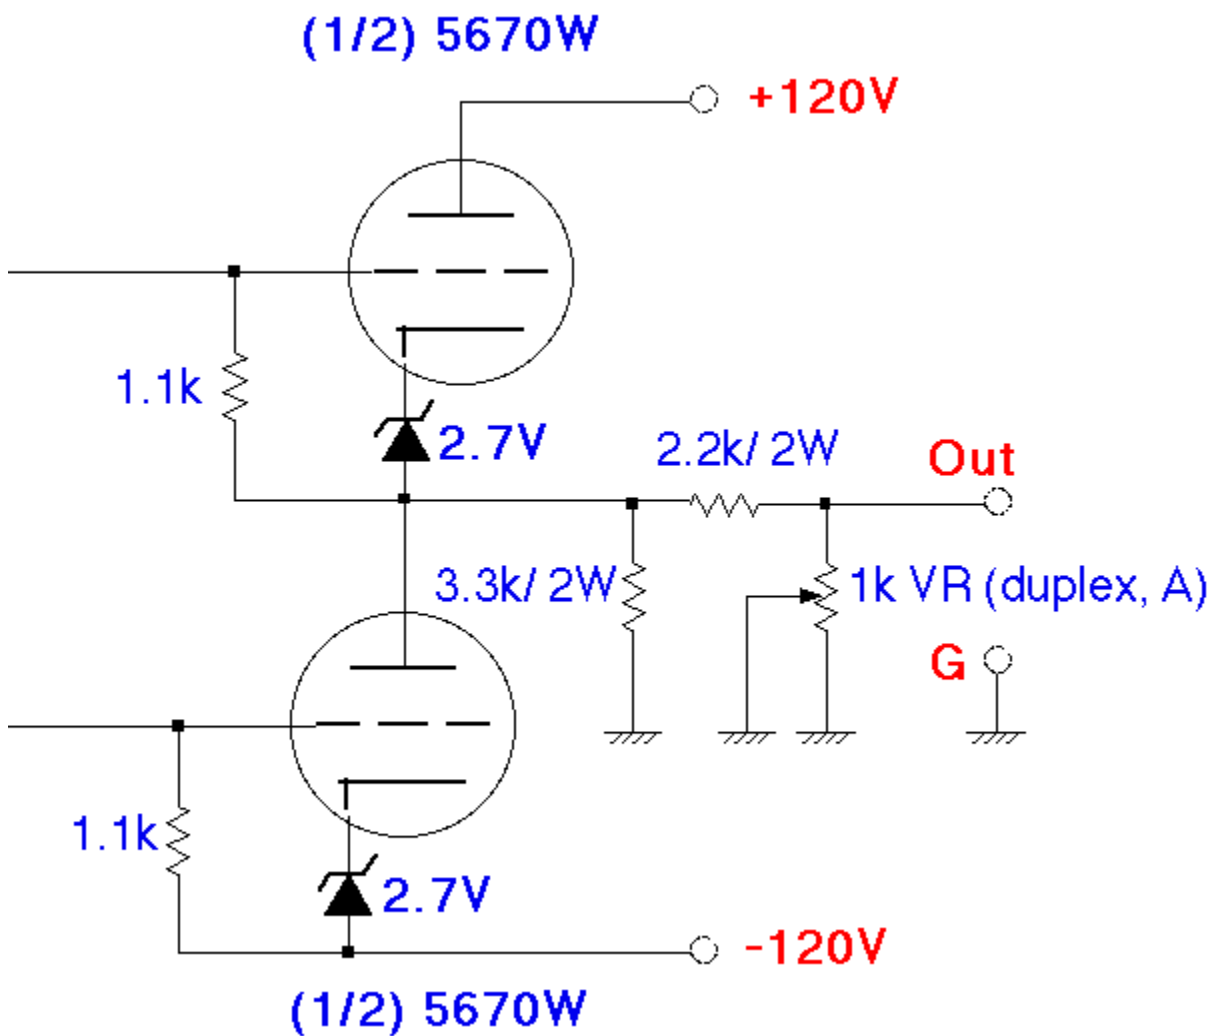 (1/2) 5670W
+120V
1.1k
2.7V
2.2k/ 2W
Out
3.3k/ 2W
1k VR (duplex, A)
G
1.1k
2.7V
-120V
(1/2) 5670W